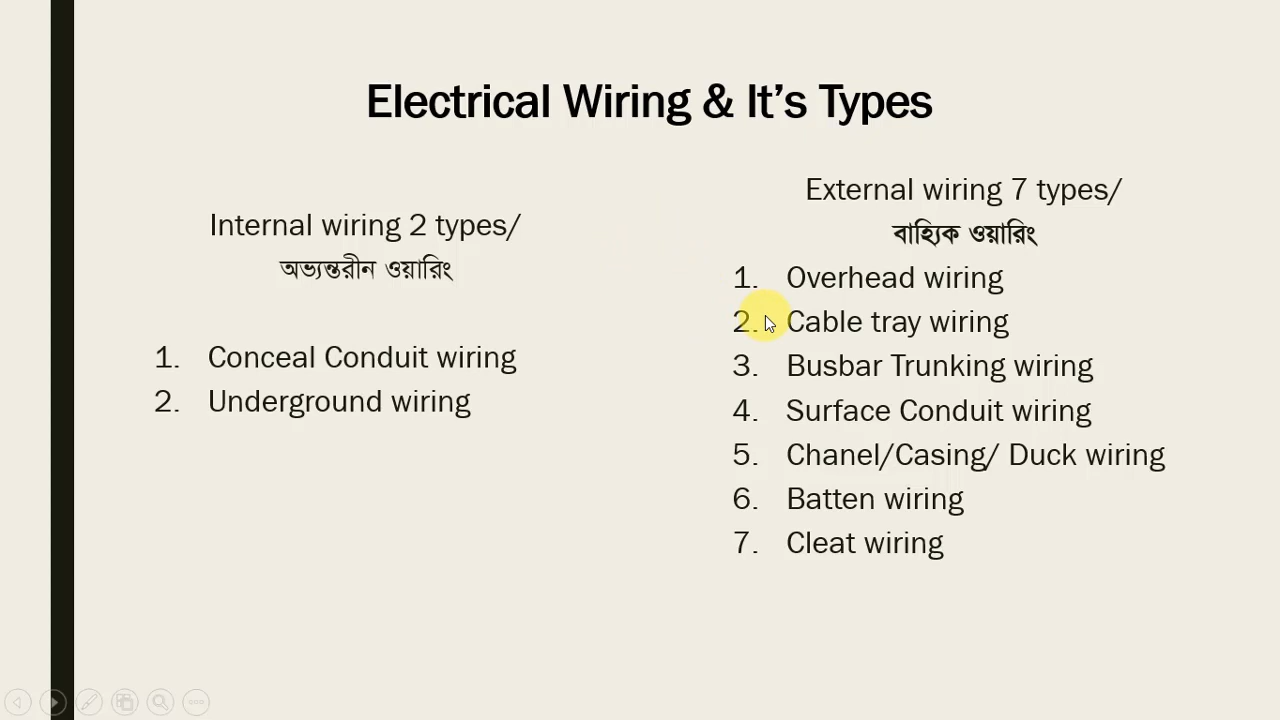 Electrical Wiring & It's Types
Internal wiring 2 types/
অভ্যন্তরীন ওয়ারিং
1. Conceal Conduit wiring
2. Underground wiring
External wiring 7 types/
বাহ্যিক ওয়ারিং
1. Overhead wiring
2. Cable tray wiring
3. Busbar Trunking wiring
4. Surface Conduit wiring
5. Chanel/Casing/ Duck wiring
6. Batten wiring
7. Cleat wiring